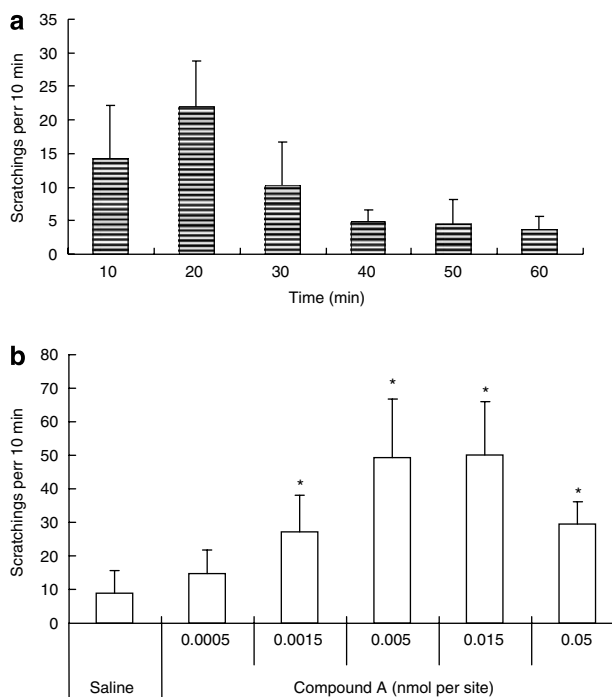 a
35
30
25
20
15
10
5
0
Scratchings perr 10 min
10 20 30 40 50 60
Time (min)
b
80
70
60
50
40
30
20
10
0
Scratchings perr 10 min
* * * *
0.0005 0.0015 0.005 0.015 0.05
Saline Compound A (nmol per site)